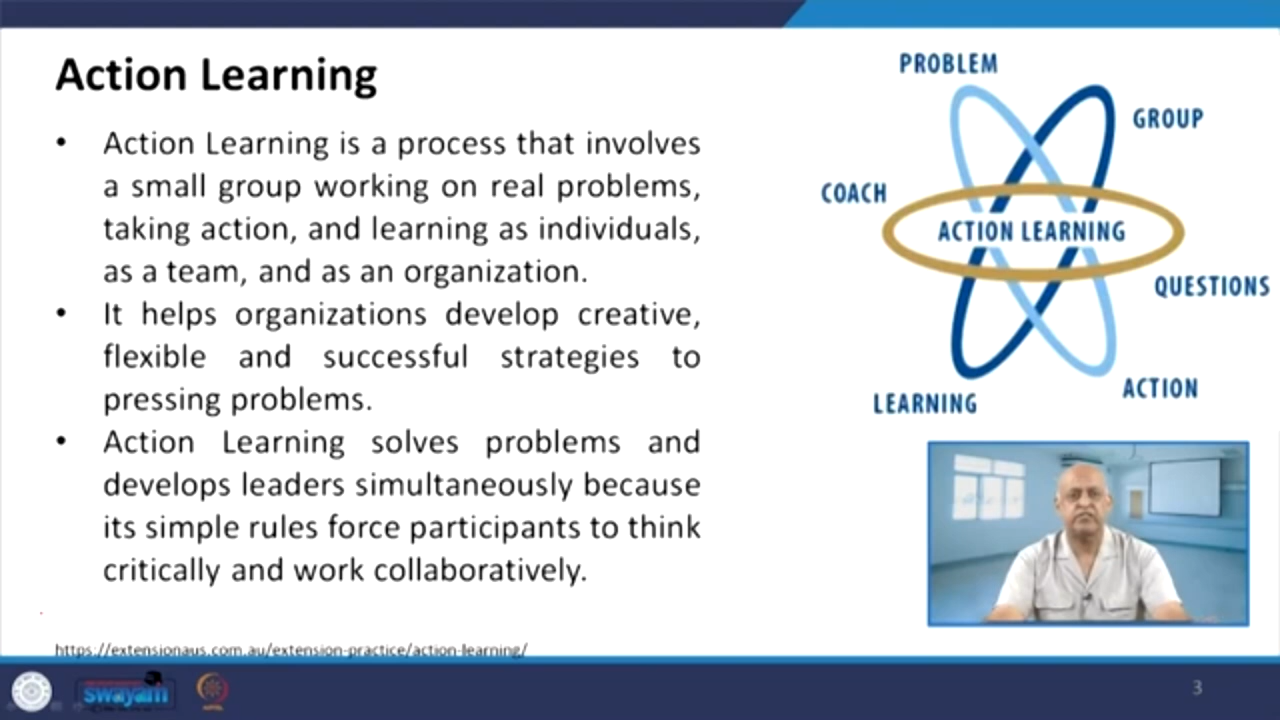 Action Learning
• Action Learning is a process that involves
a small group working on real problems,
taking action, and learning as individuals,
as a team, and as an organization.
• It helps organizations develop creative,
flexible and successful strategies to
pressing problems.
• Action Learning solves problems and
develops leaders simultaneously because
its simple rules force participants to think
critically and work collaboratively.
https://extensionaus.com.au/extension-practice/action-learning/
PROBLEM
GROUP
COACH
ACTION LEARNING
QUESTIONS
ACTION
LEARNING
swayam
3